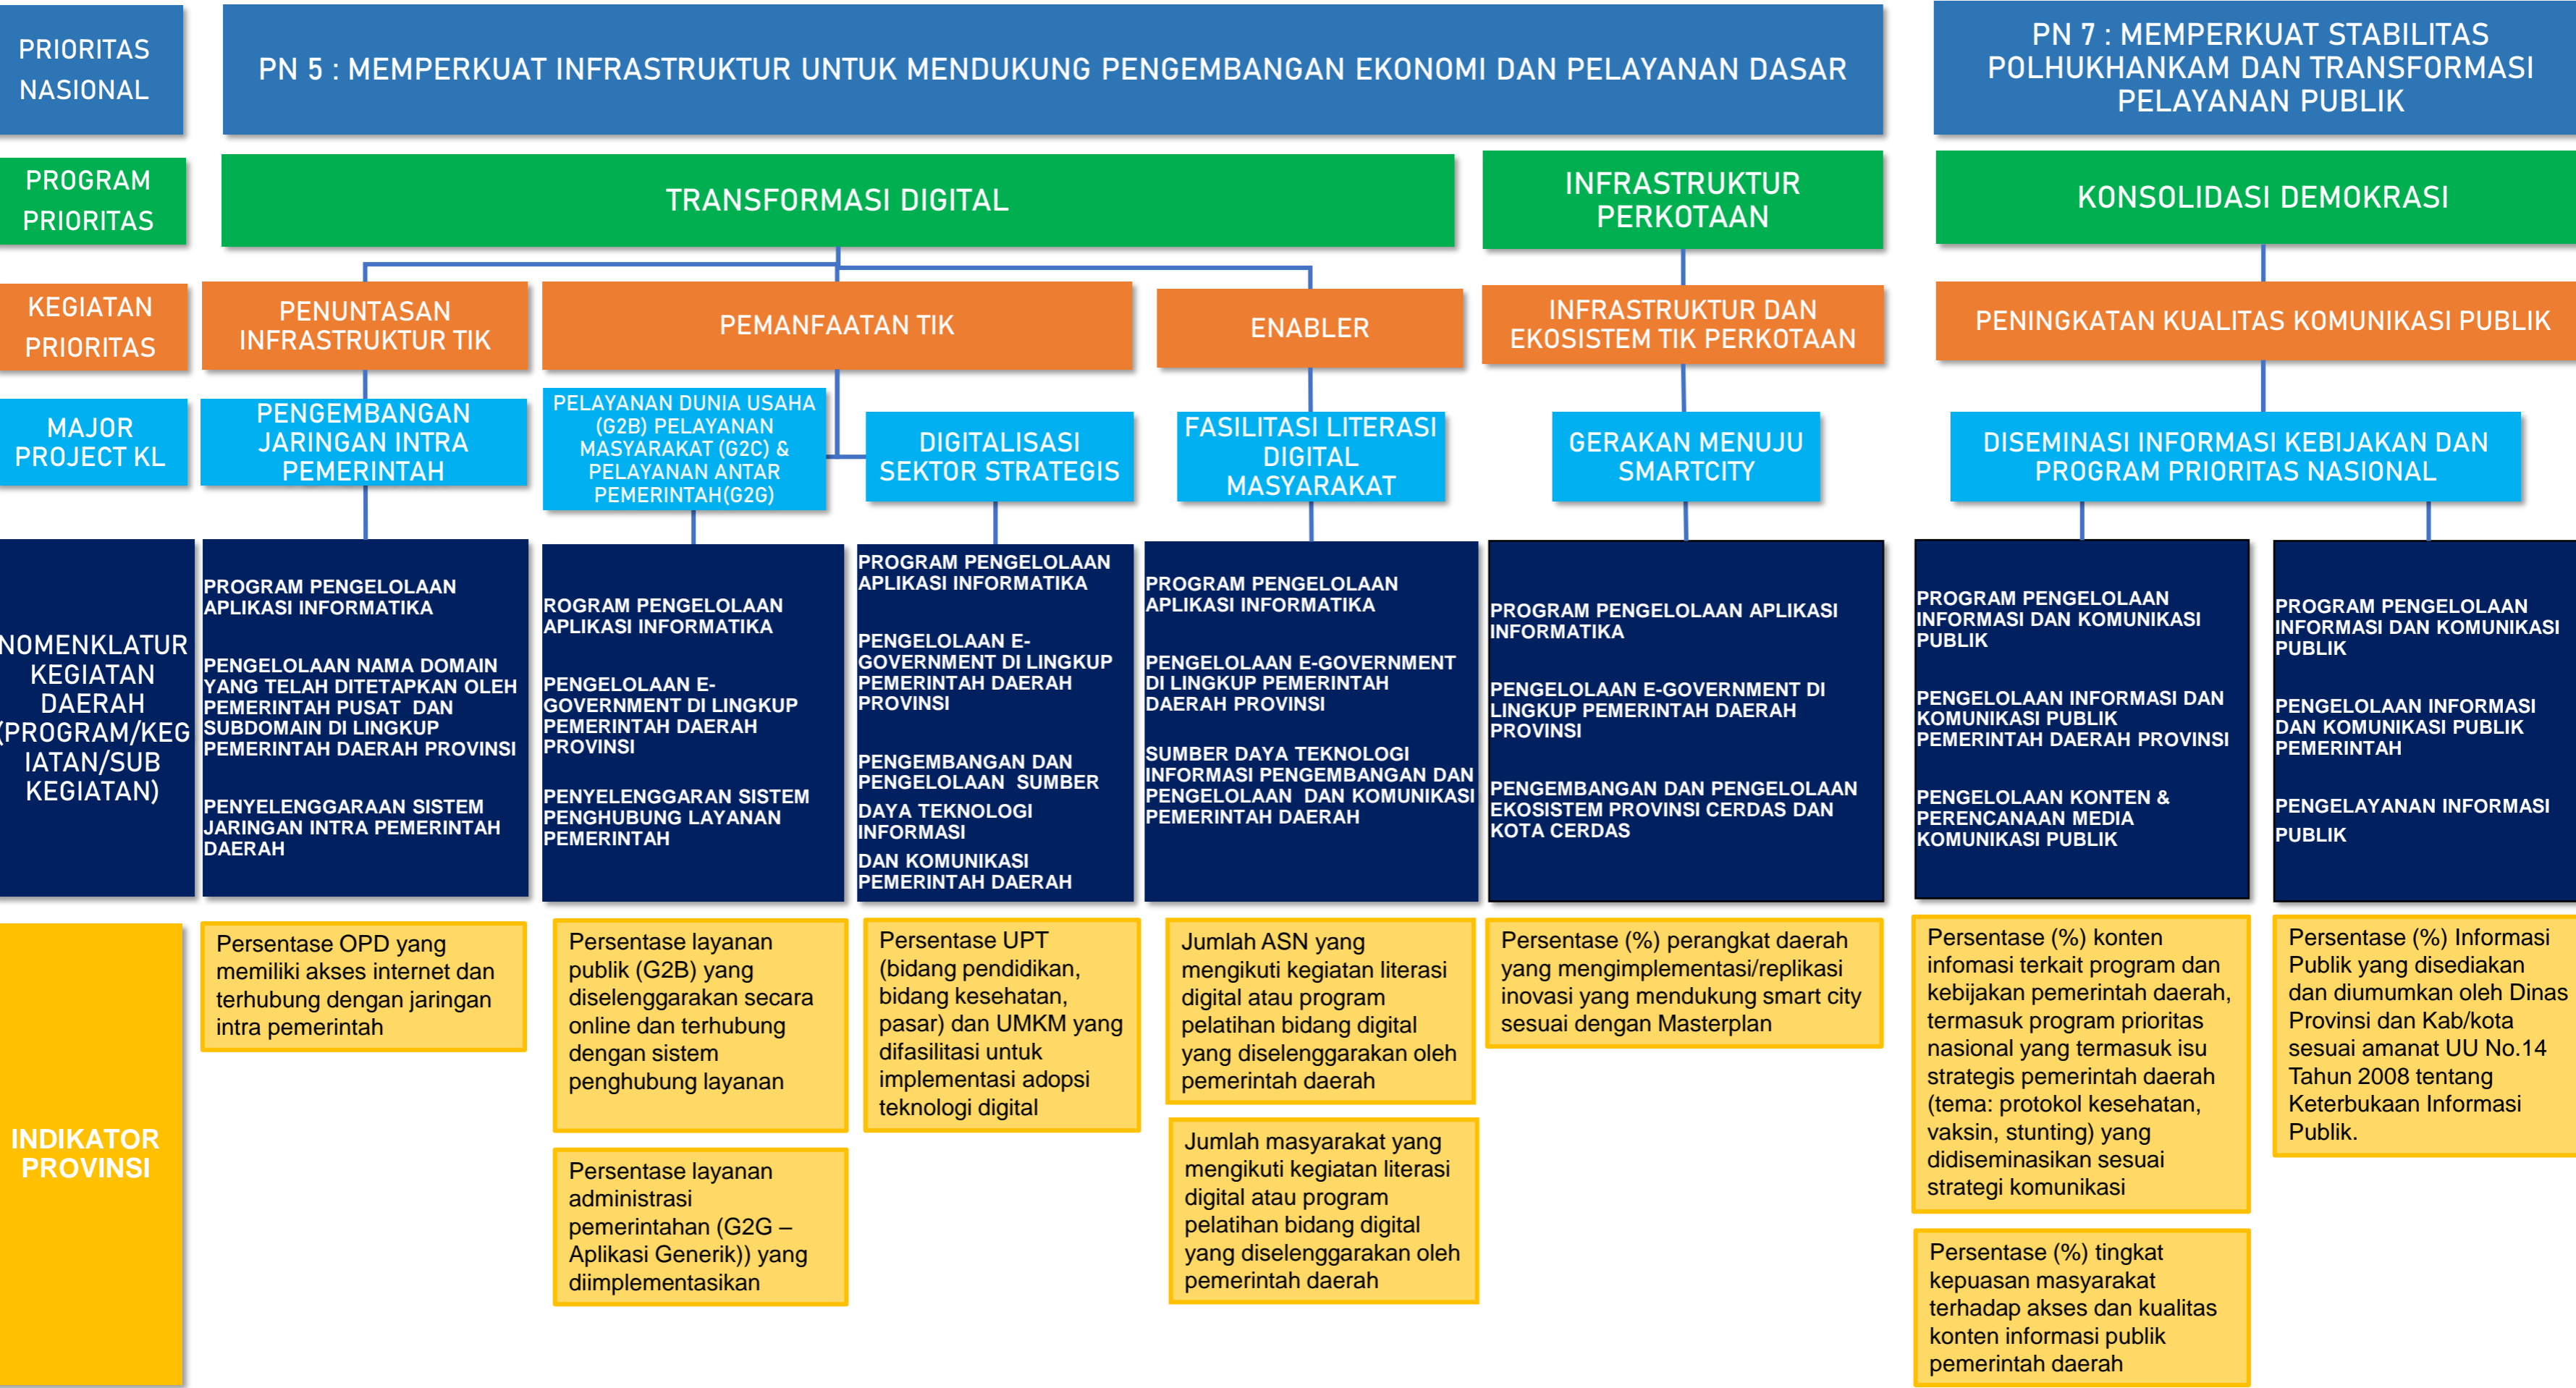 PRIORITAS
NASIONAL
PN 5 : MEMPERKUAT INFRASTRUKTUR UNTUK MENDUKUNG PENGEMBANGAN EKONOMI DAN PELAYANAN DASAR
PN 7 : MEMPERKUAT STABILITAS
POLHUKHANKAM DAN TRANSFORMASI
PELAYANAN PUBLIK
PROGRAM
PRIORITAS
TRANSFORMASI DIGITAL
INFRASTRUKTUR
PERKOTAAN
KONSOLIDASI DEMOKRASI
KEGIATAN
PRIORITAS
PENUNTASAN
INFRASTRUKTUR TIK
PEMANFAATAN TIK
ENABLER
INFRASTRUKTUR DAN
EKOSISTEM TIK PERKOTAAN
PENINGKATAN KUALITAS KOMUNIKASI PUBLIK
MAJOR
PROJECT KL
PENGEMBANGAN
JARINGAN INTRA
PEMERINTAH
PELAYANAN DUNIA USAHA
(G2B) PELAYANAN
MASYARAKAT (G2C) &
PELAYANAN ANTAR
PEMERINTAH(G2G)
DIGITALISASI
SEKTOR STRATEGIS
FASILITASI LITERASI
DIGITAL
MASYARAKAT
GERAKAN MENUJU
SMARTCITY
DISEMINASI INFORMASI KEBIJAKAN DAN
PROGRAM PRIORITAS NASIONAL
NOMENKLATUR
KEGIATAN
DAERAH
(PROGRAM/KEG
IATAN/SUB
KEGIATAN)
PROGRAM PENGELOLAAN
APLIKASI INFORMATIKA
PENGELOLAAN NAMA DOMAIN
YANG TELAH DITETAPKAN OLEH
PEMERINTAH PUSAT DAN
SUBDOMAIN DI LINGKUP
PEMERINTAH DAERAH PROVINSI
PENYELENGGARAAN SISTEM
JARINGAN INTRA PEMERINTAH
DAERAH
ROGRAM PENGELOLAAN
APLIKASI INFORMATIKA
PENGELOLAAN E-
GOVERNMENT DI LINGKUP
PEMERINTAH DAERAH
PROVINSI
PENYELENGGARAN SISTEM
PENGHUBUNG LAYANAN
PEMERINTAH
PROGRAM PENGELOLAAN
APLIKASI INFORMATIKA
PENGELOLAAN E-
GOVERNMENT DI LINGKUP
PEMERINTAH DAERAH
PROVINSI
PENGEMBANGAN DAN
PENGELOLAAN SUMBER
DAYA TEKNOLOGI
INFORMASI
DAN KOMUNIKASI
PEMERINTAH DAERAH
PROGRAM PENGELOLAAN
APLIKASI INFORMATIKA
PENGELOLAAN E-GOVERNMENT
DI LINGKUP PEMERINTAH
DAERAH PROVINSI
SUMBER DAYA TEKNOLOGI
INFORMASI PENGEMBANGAN DAN
PENGELOLAAN DAN KOMUNIKASI
PEMERINTAH DAERAH
PROGRAM PENGELOLAAN APLIKASI
INFORMATIKA
PENGELOLAAN E-GOVERNMENT DI
LINGKUP PEMERINTAH DAERAH
PROVINSI
PENGEMBANGAN DAN PENGELOLAAN
EKOSISTEM PROVINSI CERDAS DAN
KOTA CERDAS
PROGRAM PENGELOLAAN
INFORMASI DAN KOMUNIKASI
PUBLIK
PENGELOLAAN INFORMASI DAN
KOMUNIKASI PUBLIK
PEMERINTAH DAERAH PROVINSI
PENGELOLAAN KONTEN &
PERENCANAAN MEDIA
KOMUNIKASI PUBLIK
PROGRAM PENGELOLAAN
INFORMASI DAN KOMUNIKASI
PUBLIK
PENGELOLAAN INFORMASI
DAN KOMUNIKASI PUBLIK
PEMERINTAH
PENGELAYANAN INFORMASI
PUBLIK
INDIKATOR
PROVINSI
Persentase OPD yang
memiliki akses internet dan
terhubung dengan jaringan
intra pemerintah
Persentase layanan
publik (G2B) yang
diselenggarakan secara
online dan terhubung
dengan sistem
penghubung layanan
Persentase layanan
administrasi
pemerintahan (G2G –
Aplikasi Generik)) yang
diimplementasikan
Persentase UPT
(bidang pendidikan,
bidang kesehatan,
pasar) dan UMKM yang
difasilitasi untuk
implementasi adopsi
teknologi digital
Jumlah ASN yang
mengikuti kegiatan literasi
digital atau program
pelatihan bidang digital
yang diselenggarakan oleh
pemerintah daerah
Jumlah masyarakat yang
mengikuti kegiatan literasi
digital atau program
pelatihan bidang digital
yang diselenggarakan oleh
pemerintah daerah
Persentase (%) perangkat daerah
yang mengimplementasi/replikasi
inovasi yang mendukung smart city
sesuai dengan Masterplan
Persentase (%) konten
infomasi terkait program dan
kebijakan pemerintah daerah,
termasuk program prioritas
nasional yang termasuk isu
strategis pemerintah daerah
(tema: protokol kesehatan,
vaksin, stunting) yang
didiseminasikan sesuai
strategi komunikasi
Persentase (%) tingkat
kepuasan masyarakat
terhadap akses dan kualitas
konten informasi publik
pemerintah daerah
Persentase (%) Informasi
Publik yang disediakan
dan diumumkan oleh Dinas
Provinsi dan Kab/kota
sesuai amanat UU No.14
Tahun 2008 tentang
Keterbukaan Informasi
Publik.